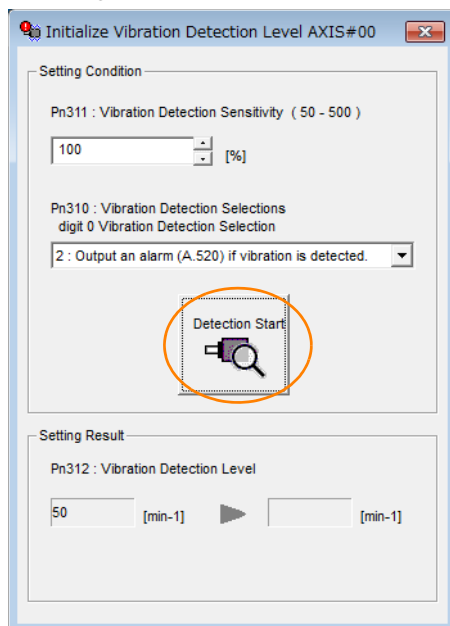 Initialize Vibration Detection Level AXIS#00
Setting Condition
Pn311 : Vibration Detection Sensitivity ( 50 - 500 )
100
[%]
Pn310 : Vibration Detection Selections
digit 0 Vibration Detection Selection
2 : Output an alarm (A.520) if vibration is detected.
Detection Start
Setting Result
Pn312 : Vibration Detection Level
50 [min-1] [min-1]